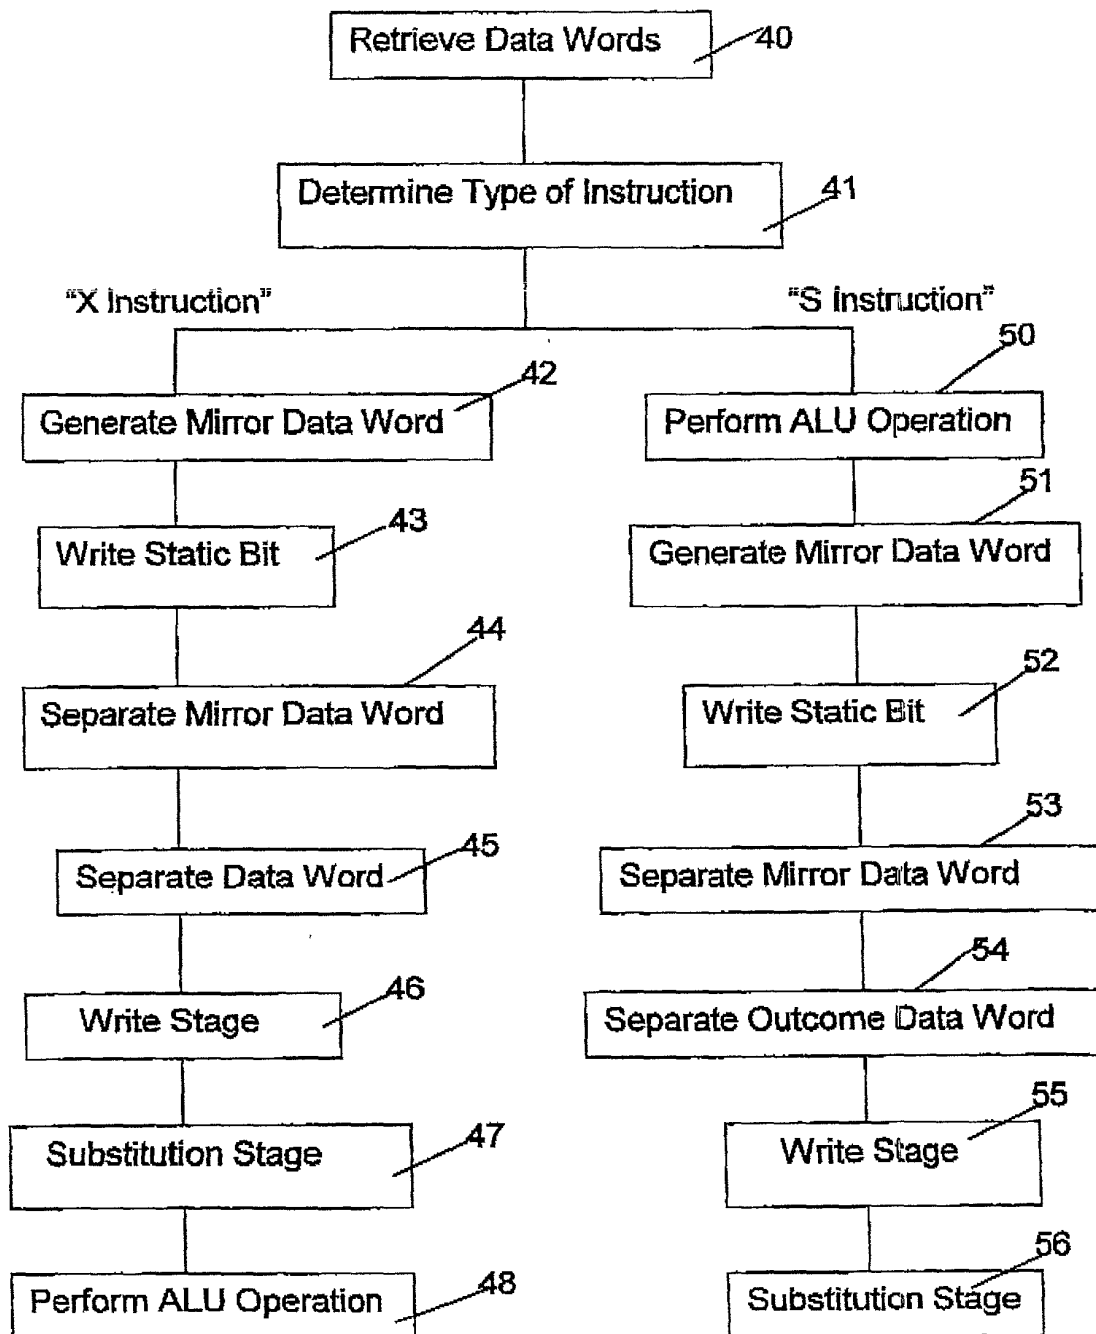 Retrieve Data Words
40
Determine Type of Instruction
41
"X Instruction"
"S Instruction"
42
Generate Mirror Data Word
43
Write Static Bit
44
Separate Mirror Data Word
45
Separate Data Word
46
Write Stage
47
Substitution Stage
48
Perform ALU Operation
50
Perform ALU Operation
51
Generate Mirror Data Word
52
Write Static Bit
53
Separate Mirror Data Word
54
Separate Outcome Data Word
55
Write Stage
56
Substitution Stage